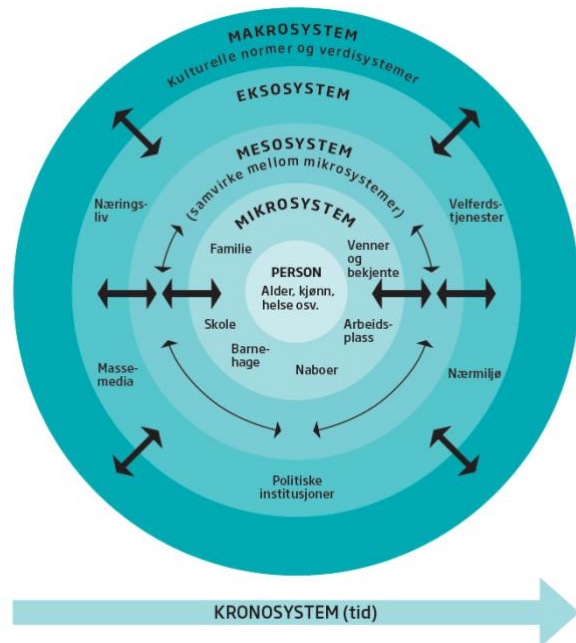 MAKROSYSTEM
Kulturelle normer og verdisystemer
EKSOSYSTEM
MESOSYSTEM
(samvirke mellom mikrosystemer)
MIKROSYSTEM
Nærings-
liv
Velferds-
tjenester
Familie
Venner
og
bekjente
PERSON
Alder, kjønn,
helse osv.
Skole
Arbeids-
plass
Barne-
hage
Naboer
Masse-
media
Nærmiljø
Politiske
institusjoner
KRONOSYSTEM (tid)